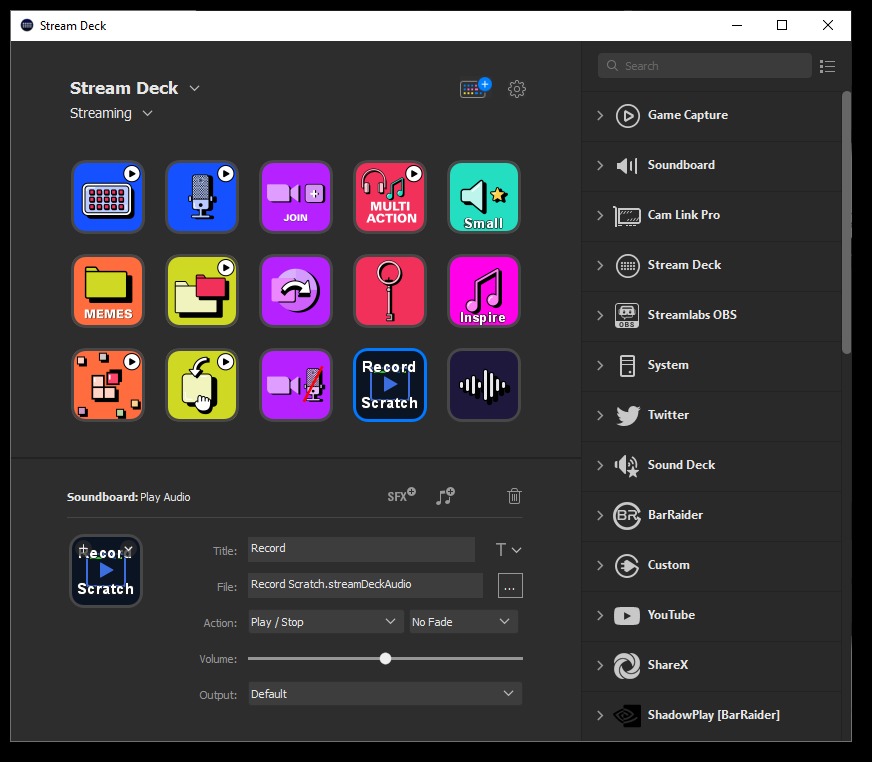 Stream Deck
Stream Deck
Streaming
JOIN
MULTI
ACTION
Small
MEMES
Inspire
Record
Scratch
Soundboard: Play Audio
SFX
Record
Scratch
Title:
Record
T
File:
Record Scratch.streamDeckAudio
...
Action:
Play / Stop
No Fade
Volume:
Output:
Default
Search
Game Capture
Soundboard
Cam Link Pro
Stream Deck
OBS
Streamlabs OBS
System
Twitter
Sound Deck
BR
BarRaider
Custom
YouTube
ShareX
ShadowPlay [BarRaider]